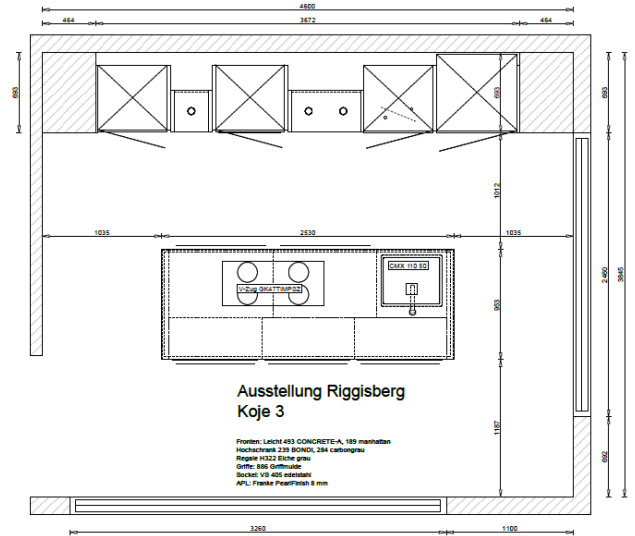 4600
464 3672 464
693 693 693
1012
1035 2530 1035
2460
3845
CMX 110 50
V-Zug GK47TIMPSZ
953
Ausstellung Riggisberg
Koje 3
1187
Fronten: Leicht 493 CONCRETE-A, 189 manhattan
Hochschrank 239 BONDI, 284 carbongrau
Regale H322 Eiche grau
Griffe: 886 Griffmulde
Sockel: VB 405 edelstahl
APL: Franke PearlFinish 8 mm
692
3260 1100